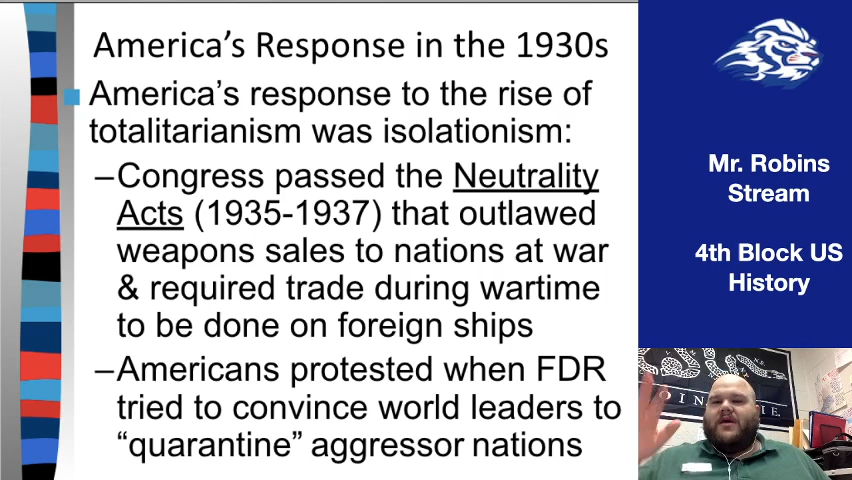 America's Response in the 1930s
America's response to the rise of
totalitarianism was isolationism:
–Congress passed the Neutrality
Acts (1935-1937) that outlawed
weapons sales to nations at war
& required trade during wartime
to be done on foreign ships
–Americans protested when FDR
tried to convince world leaders to
“quarantine” aggressor nations
Mr. Robins
Stream
4th Block US
History